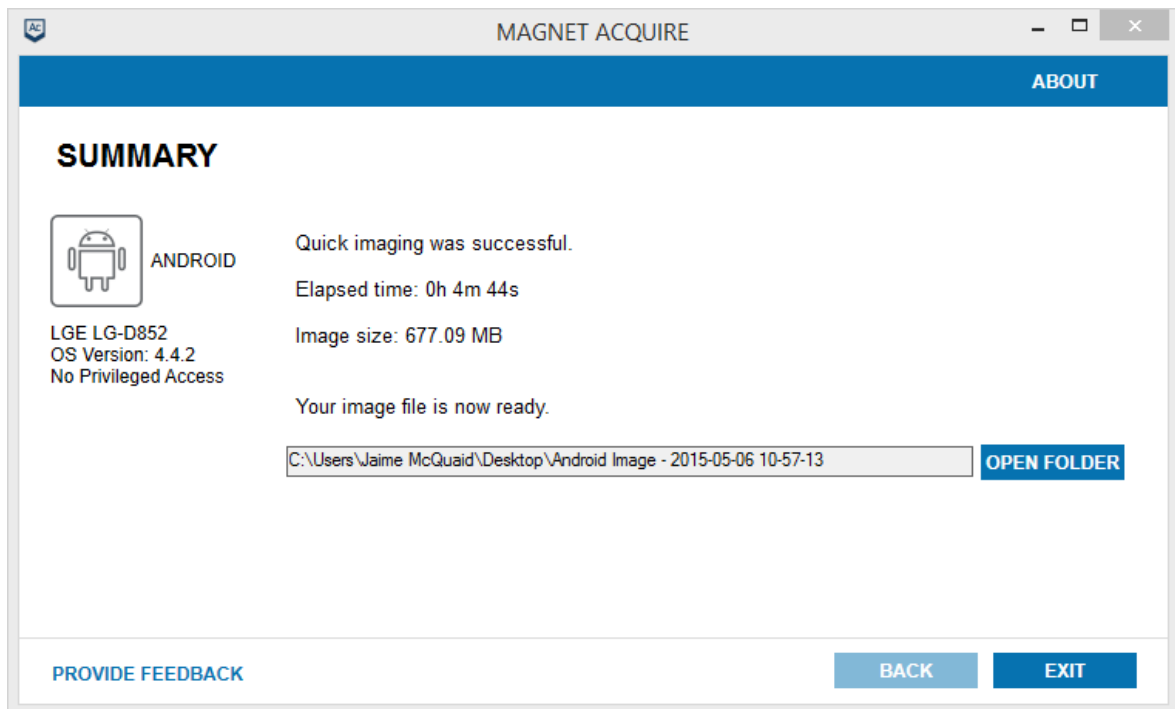 Ac
MAGNET ACQUIRE
ABOUT
SUMMARY
ANDROID
LGE LG-D852
OS Version: 4.4.2
No Privileged Access
Quick imaging was successful.
Elapsed time: 0h 4m 44s
Image size: 677.09 MB
Your image file is now ready.
C:\Users\Jaime McQuaid\Desktop\Android Image - 2015-05-06 10-57-13
OPEN FOLDER
PROVIDE FEEDBACK
BACK
EXIT